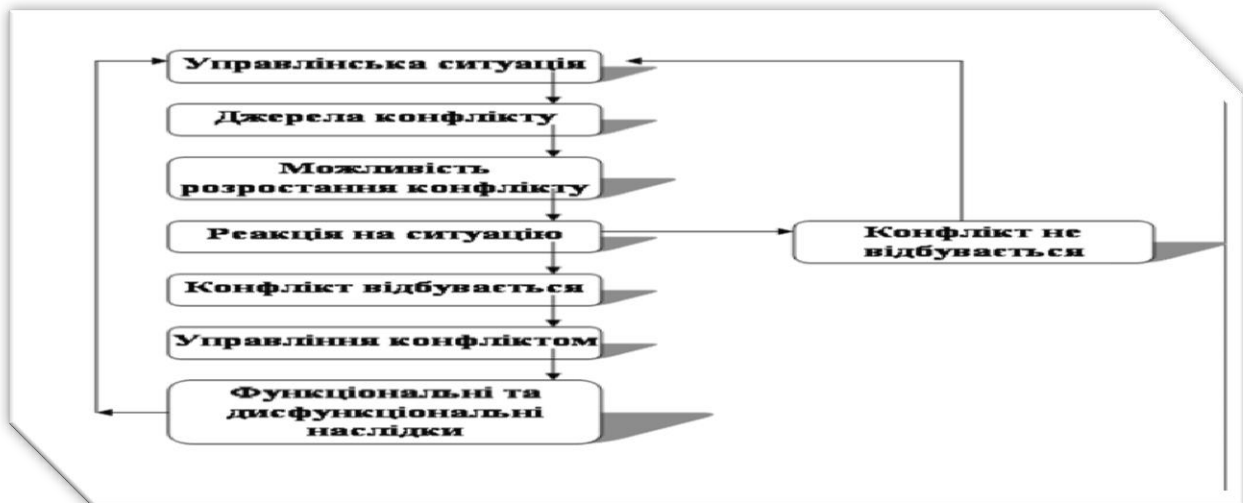 Управлінська ситуація
Джерела конфлікту
Можливість
розростання конфлікту
Реакція на ситуацію
Конфлікт не
відбувається
Конфлікт відбувається
Управління конфліктом
Функціональні та
дисфункціональні
наслідки